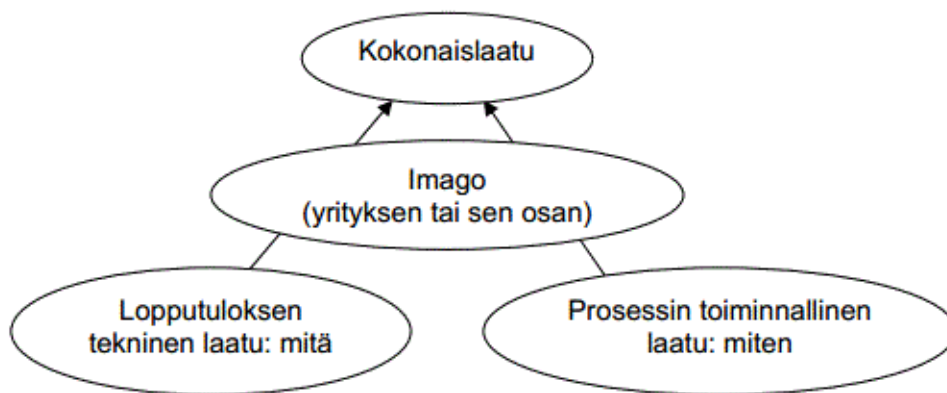 Kokonaislaatu
Imago
(yrityksen tai sen osan)
Lopputuloksen
tekninen laatu: mitä
Prosessin toiminnallinen
laatu: miten